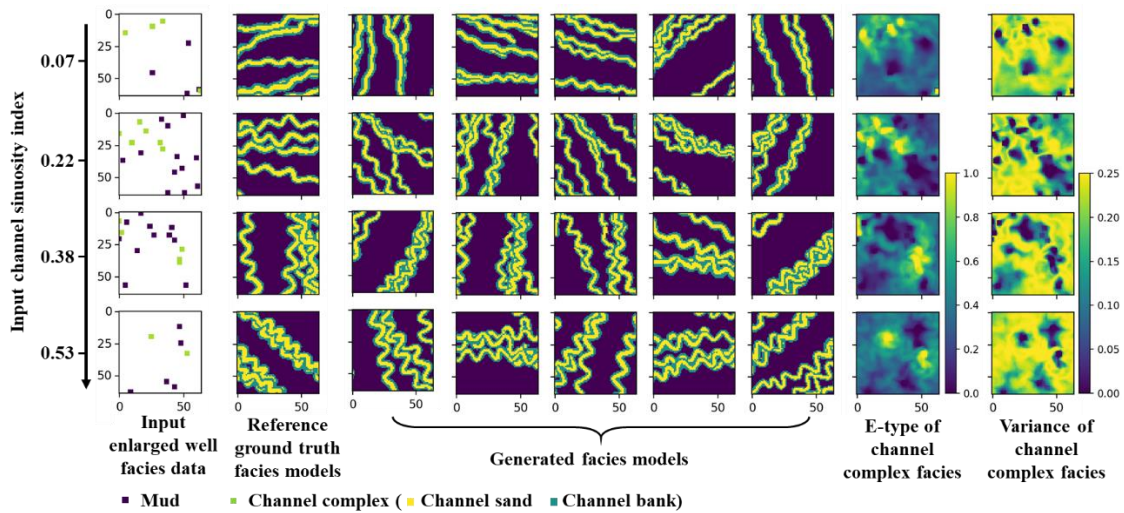 Input channel sinuosity index
0.07
0.22
0.38
0.53
0
25
50
0
25
50
0
25
50
0
25
50
0 50
0 50
0 50
0 50
0 50
0 50
0 50
0 50
0 50
1.0
0.8
0.6
0.4
0.2
0.0
0.25
0.20
0.15
0.10
0.05
0.00
Input
enlarged well
facies data
Reference
ground truth
facies models
Generated facies models
E-type of
channel
complex facies
Variance of
channel
complex facies
Mud Channel complex ( Channel sand Channel bank)